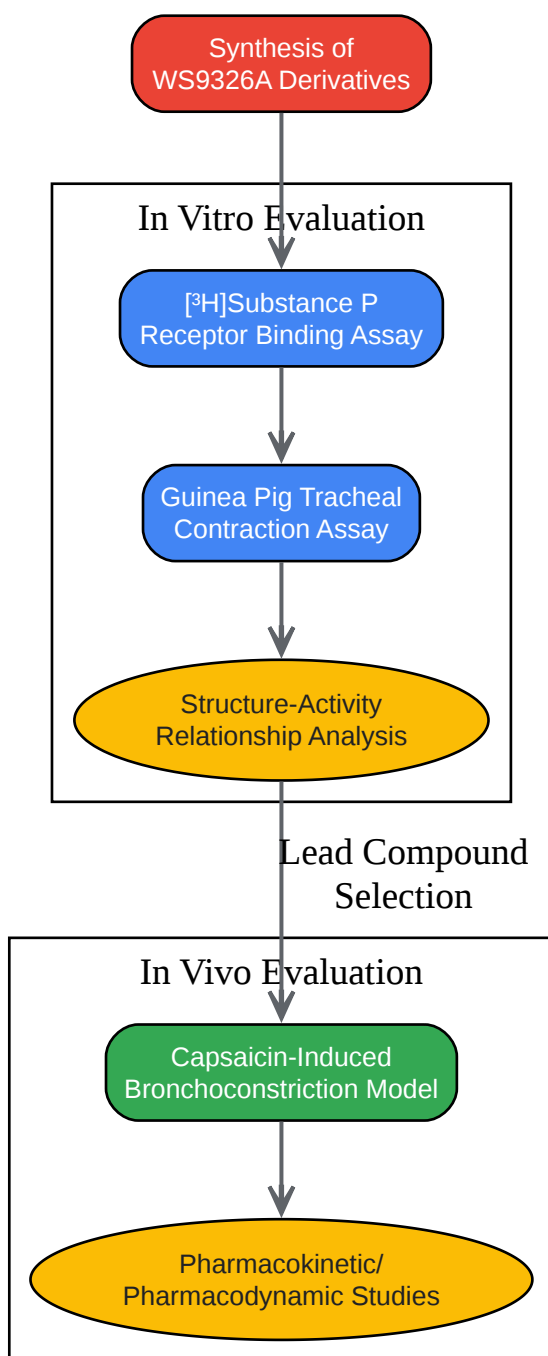 Synthesis of
WS9326A Derivatives
In Vitro Evaluation
[³H]Substance P
Receptor Binding Assay
Guinea Pig Tracheal
Contraction Assay
Structure-Activity
Relationship Analysis
Lead Compound
Selection
In Vivo Evaluation
Capsaicin-Induced
Bronchoconstriction Model
Pharmacokinetic/
Pharmacodynamic Studies